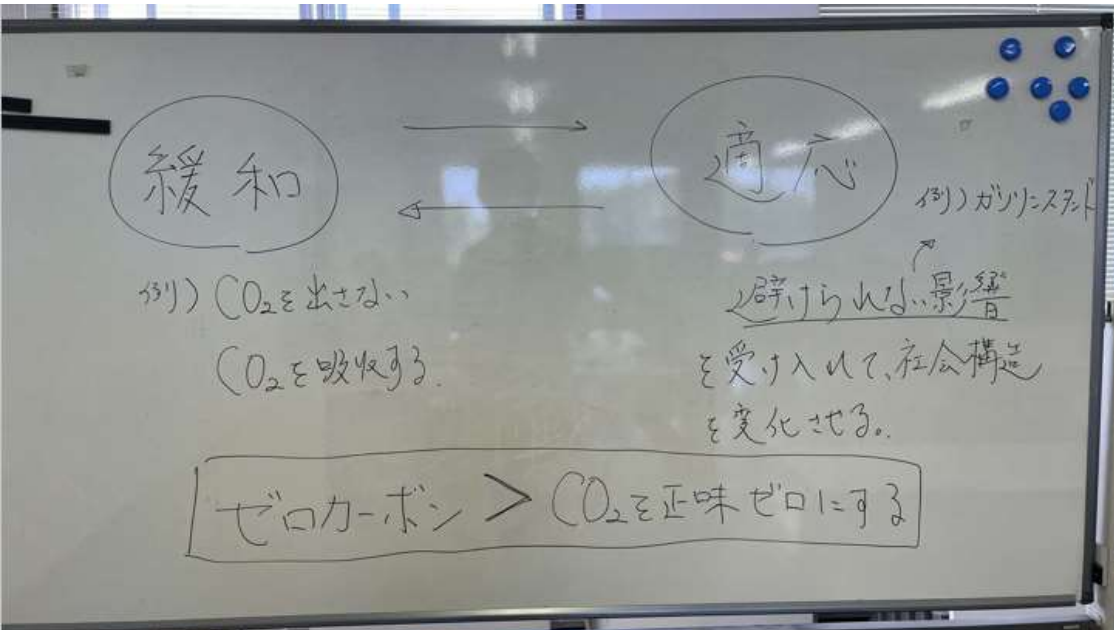 緩和
適応
例)ガソリンスタンド
例)CO₂を出さない
CO₂を吸収する.
避けられない影響
を受け入れて、社会構造
を変化させる。
ゼロカーボン > CO₂を正味ゼロにする